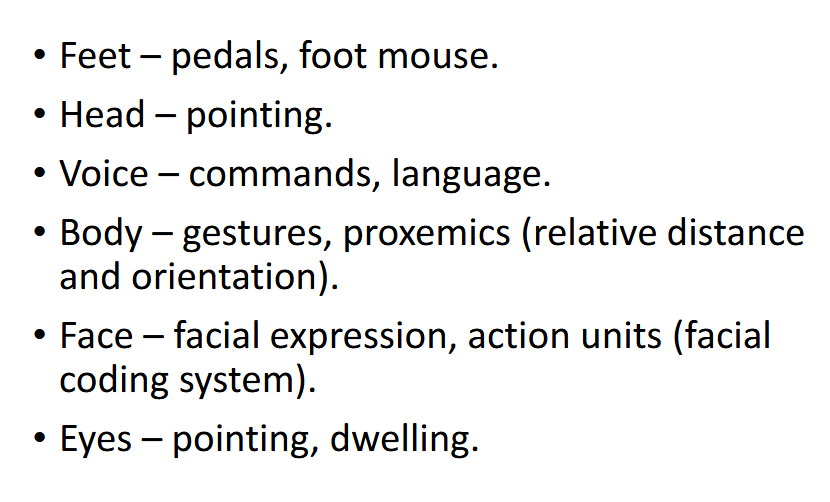 • Feet – pedals, foot mouse.
• Head – pointing.
• Voice – commands, language.
• Body – gestures, proxemics (relative distance
and orientation).
• Face – facial expression, action units (facial
coding system).
• Eyes – pointing, dwelling.